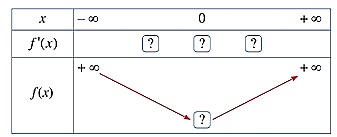 x −∞ 0 +∞
f'(x) ? ? ?
+∞ +∞
f(x)
?